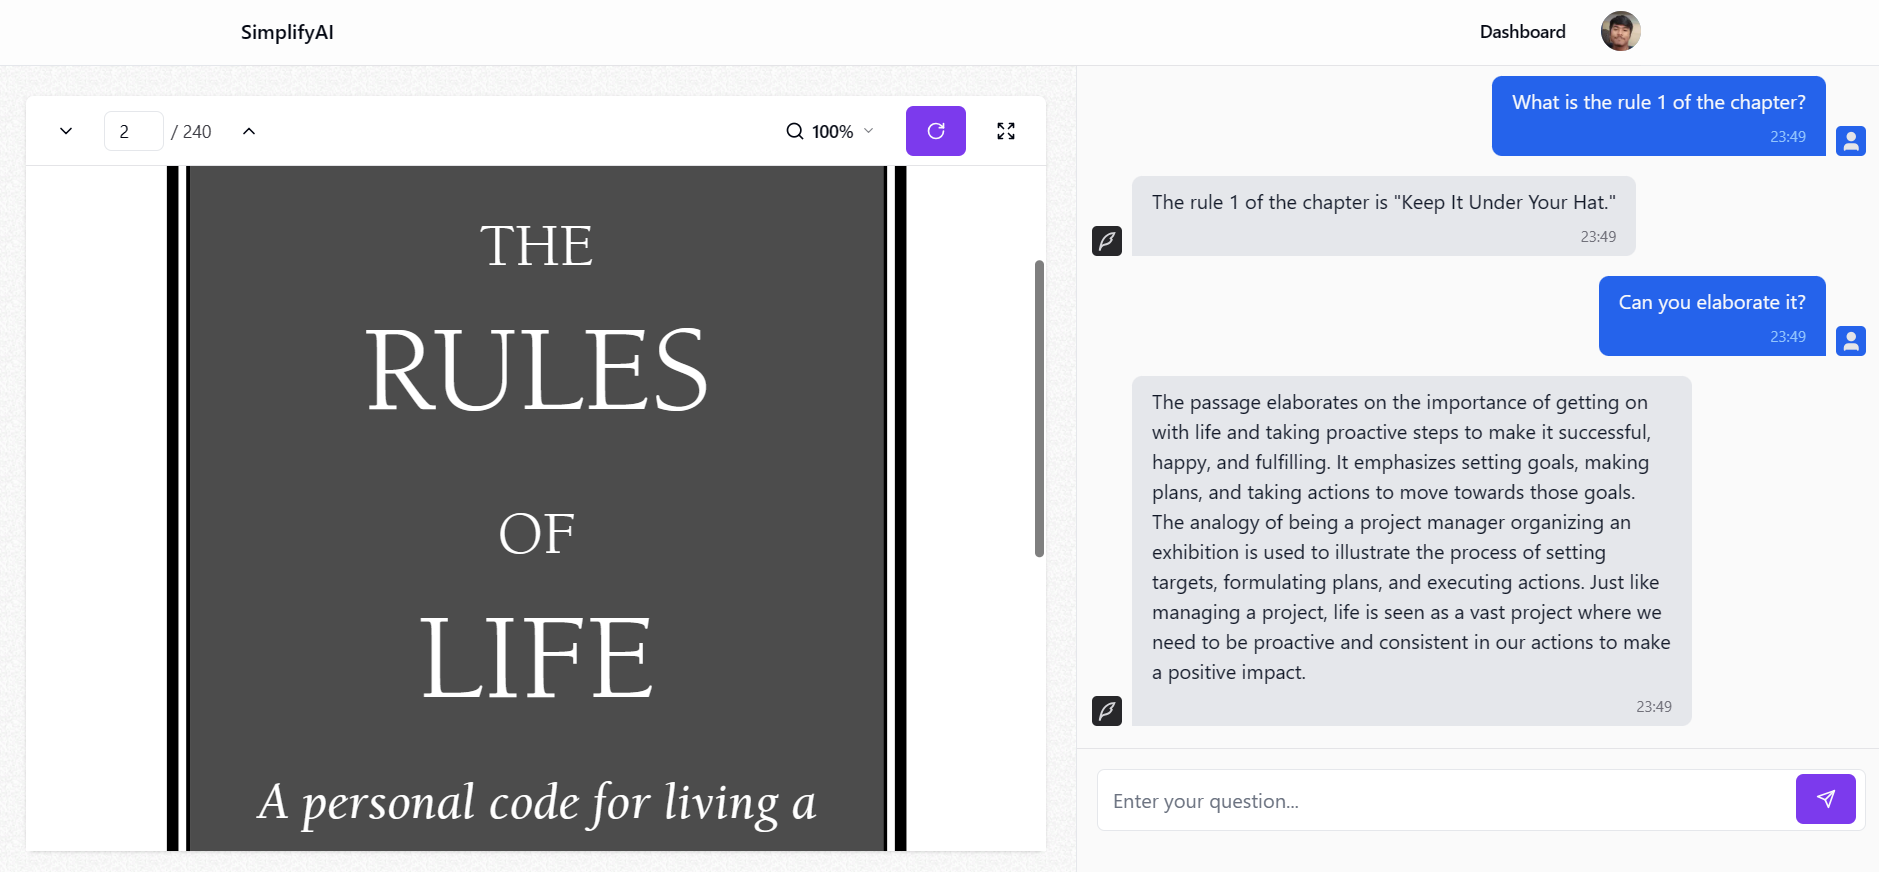 SimplifyAI
Dashboard
2 / 240
100%
THE
RULES
OF
LIFE
A personal code for living a
What is the rule 1 of the chapter?
23:49
The rule 1 of the chapter is "Keep It Under Your Hat."
23:49
Can you elaborate it?
23:49
The passage elaborates on the importance of getting on
with life and taking proactive steps to make it successful,
happy, and fulfilling. It emphasizes setting goals, making
plans, and taking actions to move towards those goals.
The analogy of being a project manager organizing an
exhibition is used to illustrate the process of setting
targets, formulating plans, and executing actions. Just like
managing a project, life is seen as a vast project where we
need to be proactive and consistent in our actions to make
a positive impact.
23:49
Enter your question...